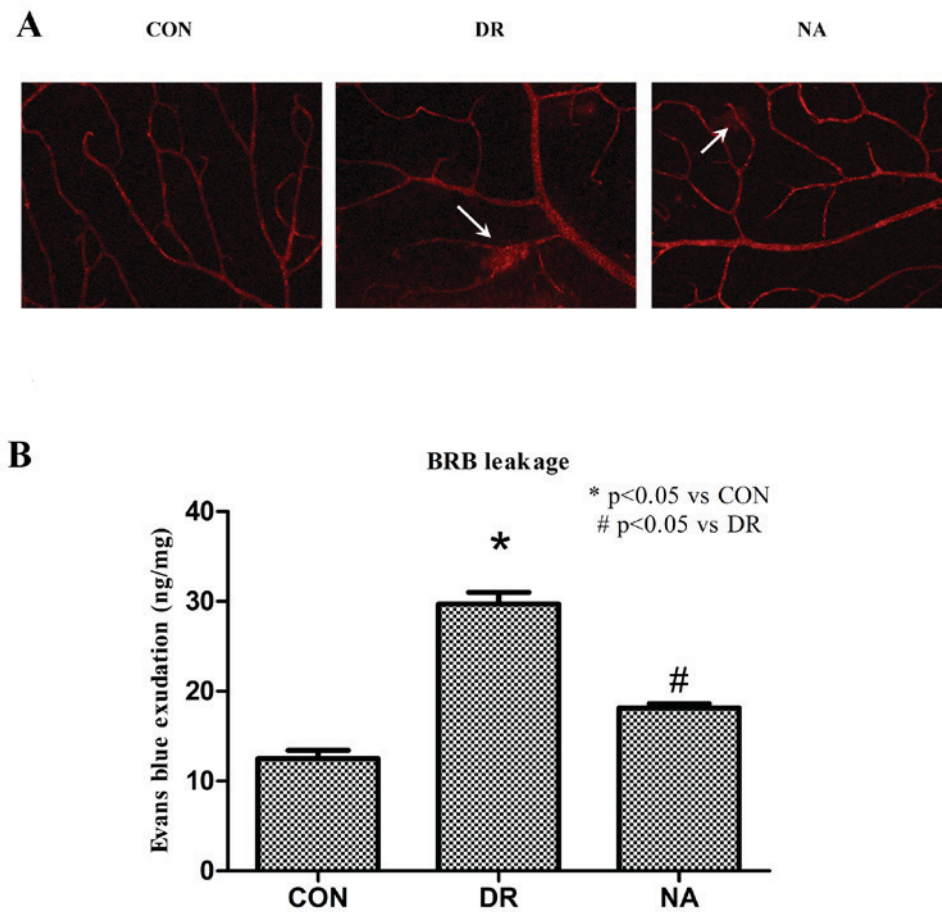 A
CON DR NA
B
BRB leakage
* p<0.05 vs CON
# p<0.05 vs DR
Evans blue exudation (ng/mg)
40
30
20
10
0
*
#
CON DR NA